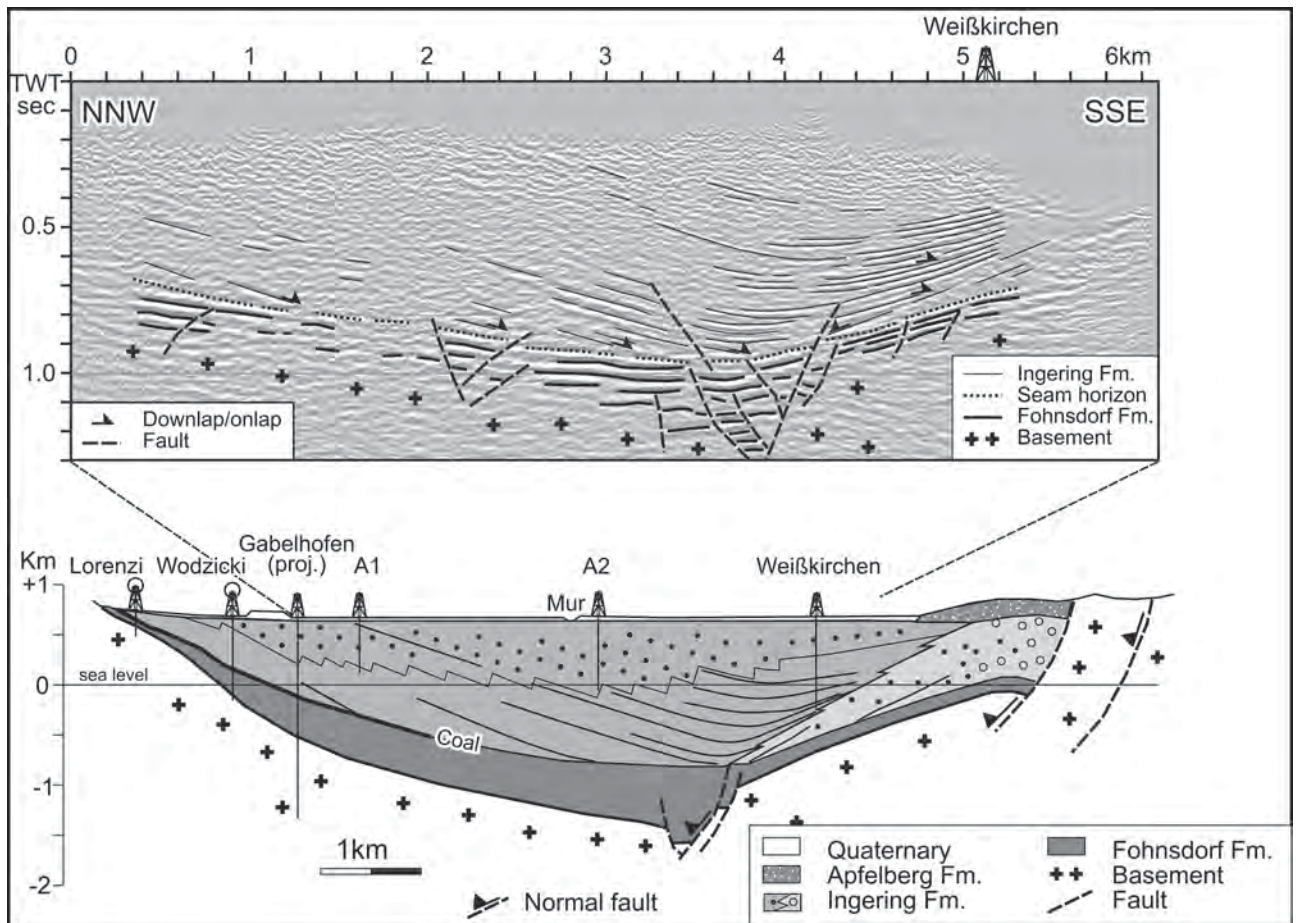 Weißkirchen
0 1 2 3 4 5 6km
TWT
sec
NNW
SSE
0.5
1.0
Downlap/onlap
Fault
Ingering Fm.
Seam horizon
Fohnsdorf Fm.
Basement
Km
Lorenzi
Wodzicki
Gabelhofen
(proj.)
A1
A2
Weißkirchen
+1
Mur
sea level
0
Coal
-1
-2
1km
Normal fault
Quaternary
Apfelberg Fm.
Ingering Fm.
Fohnsdorf Fm.
Basement
Fault